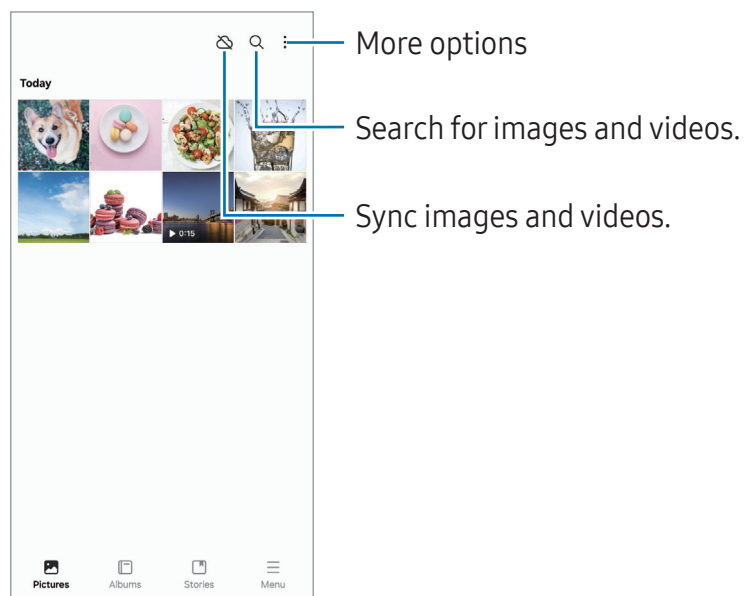 More options
Today
Search for images and videos.
Sync images and videos.
0:15
Pictures Albums Stories Menu